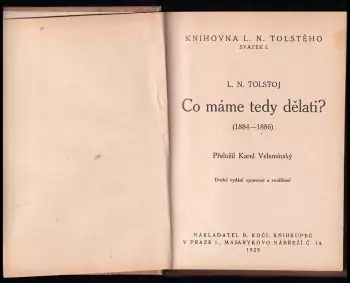 KNIHOVNA L. N. TOLSTÉHO
SVAZEK I.
L. N. TOLSTOJ
Co máme tedy dělati?
(1884—1886)
Přeložil Karel Velemínský
Druhé vydání upravené a rozšířené
NAKLADATEL B. KOČÍ, KNIHKUPEC
V PRAZE I., MASARYKOVO NÁBŘEŽÍ Č. 14.
1923